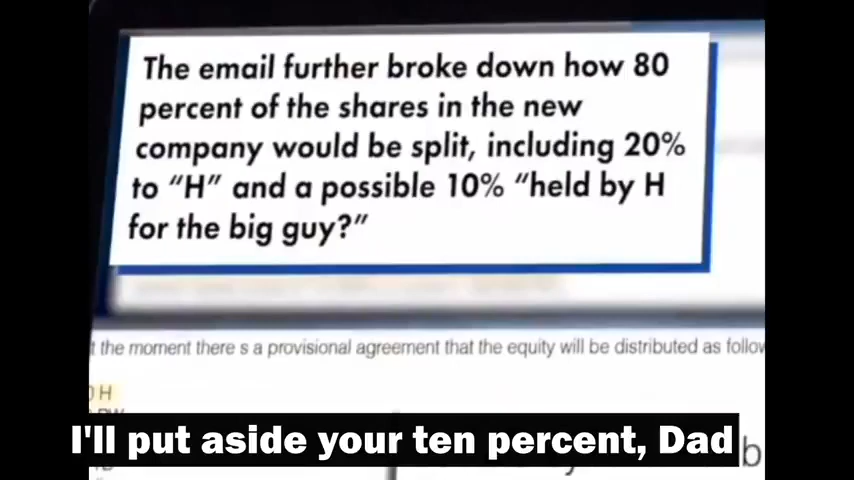 The email further broke down how 80
percent of the shares in the new
company would be split, including 20%
to “H” and a possible 10% “held by H
for the big guy?”
t the moment there s a provisional agreement that the equity will be distributed as follow
H
I'll put aside your ten percent, Dad